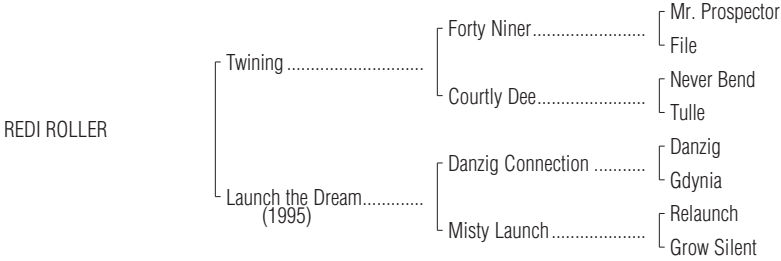 Mr. Prospector
Forty Niner........................
File
Twining .............................
Never Bend
Courtly Dee.......................
Tulle
REDI ROLLER
Danzig
Danzig Connection ...........
Gdynia
Launch the Dream.............
(1995)
Relaunch
Misty Launch....................
Grow Silent